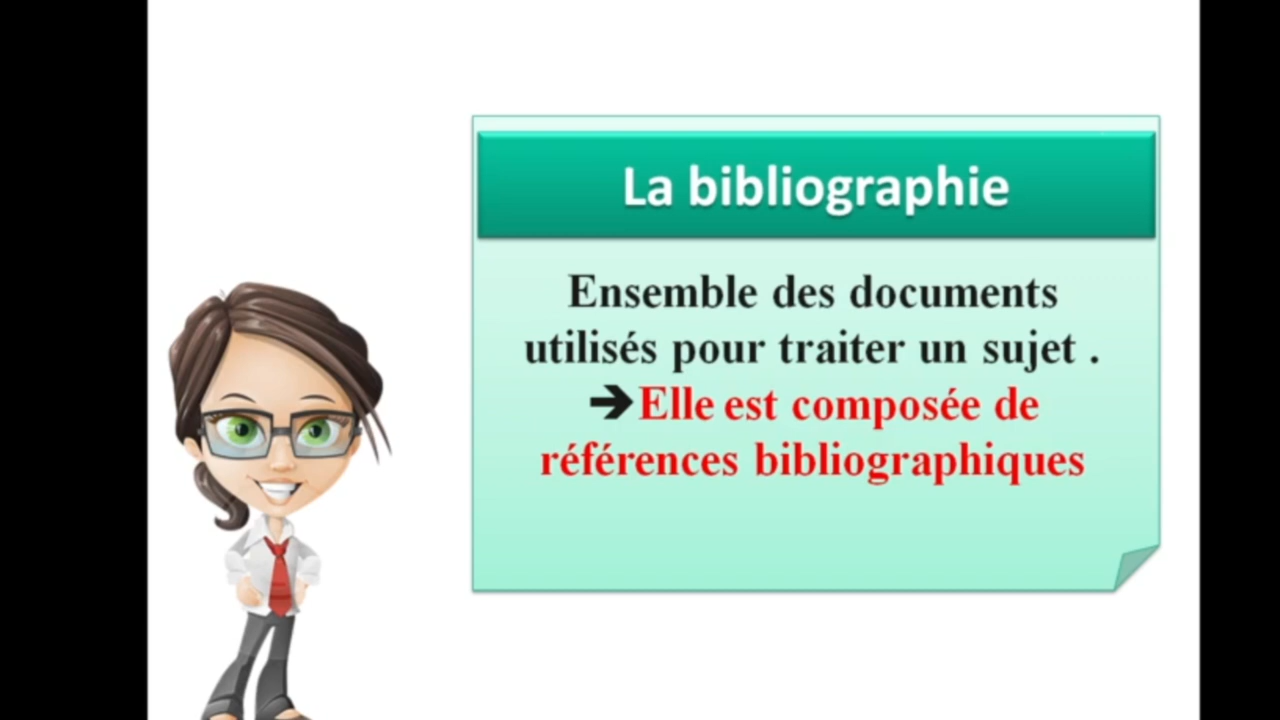 La bibliographie
Ensemble des documents
utilisés pour traiter un sujet .
➔Elle est composée de
références bibliographiques